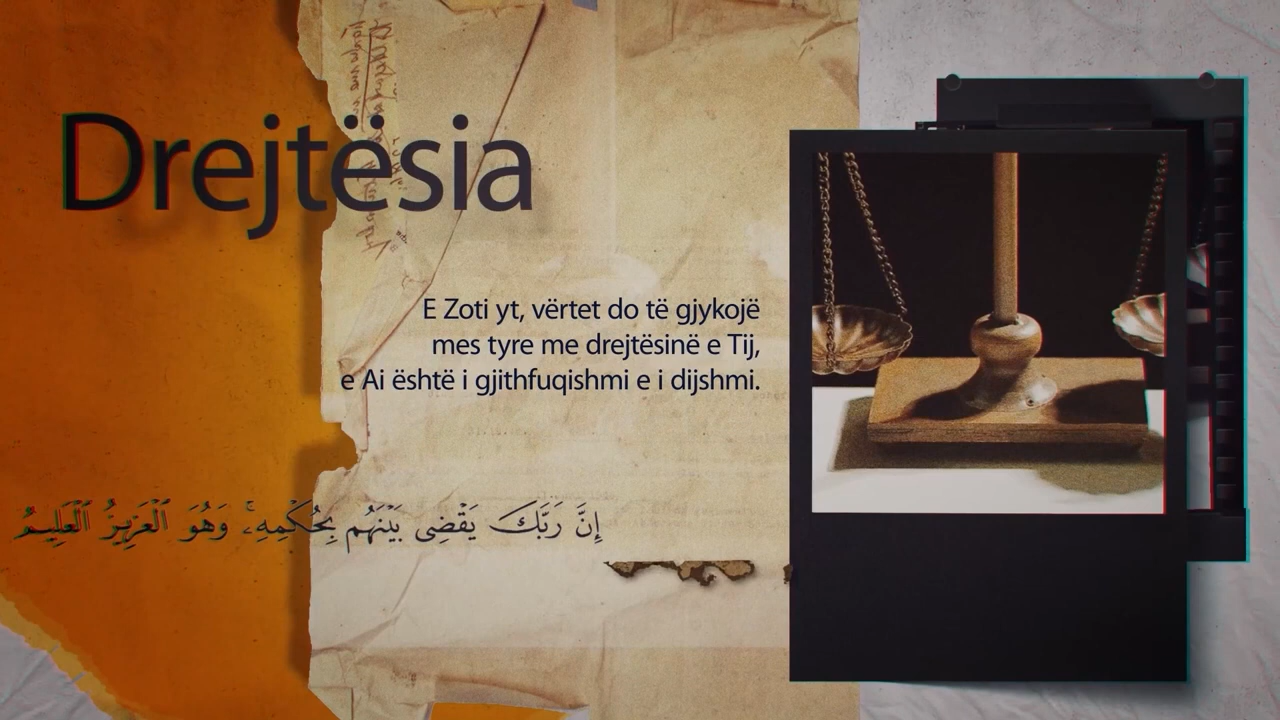 Drejtësia
E Zoti yt, vërtet do të gjykojë
mes tyre me drejtësinë e Tij,
e Ai është i gjithfuqishmi e i dijshmi.
إِنَّ رَبَّكَ يَقْضِى بَيْنَهُم بِحُكْمِهِۦ ۚ وَهُوَ ٱلْعَزِيزُ ٱلْعَلِيمُ